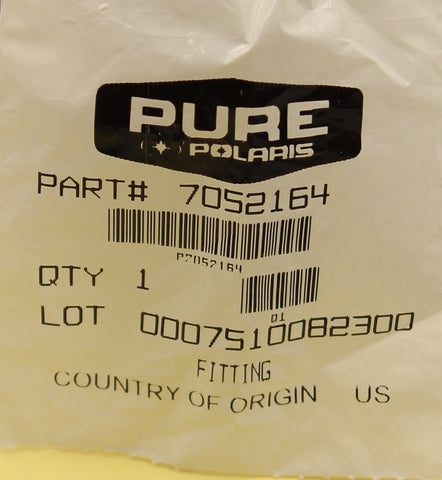 PURE
POLARIS
PART# 7052164
P7052164
QTY 1
01
LOT 0007510082300
FITTING
COUNTRY OF ORIGIN US